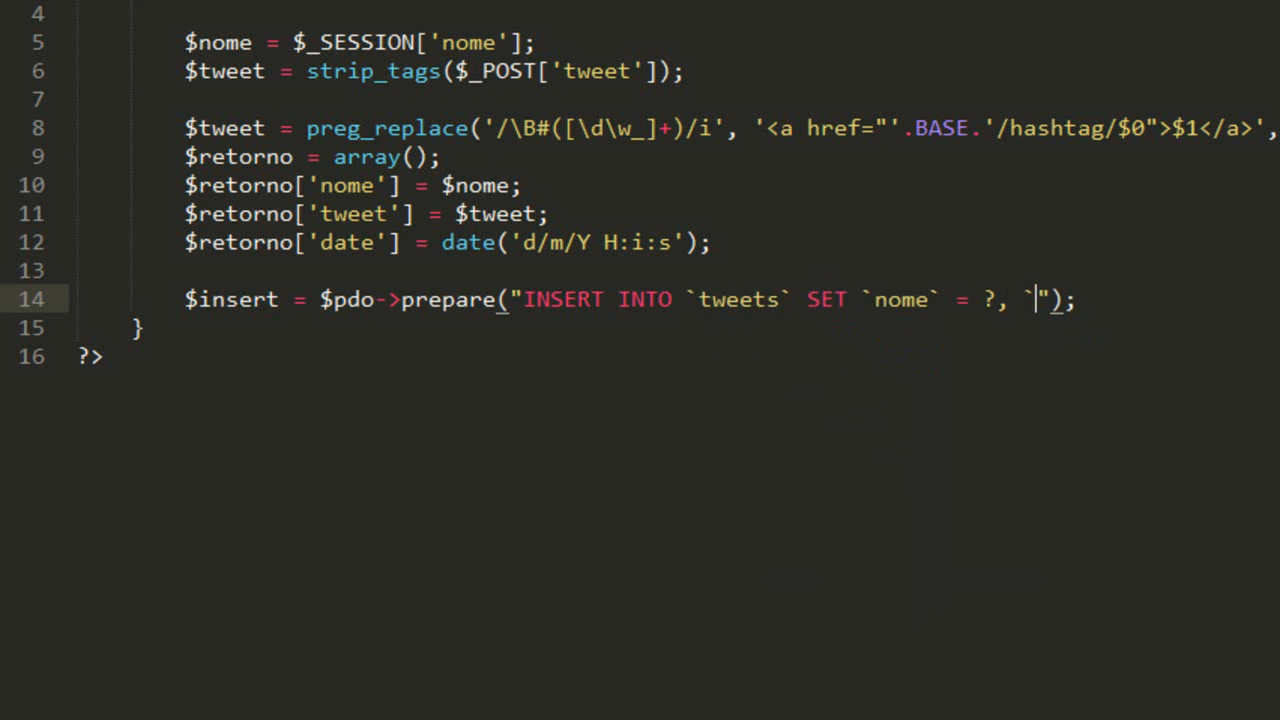 4
5 $nome = $_SESSION['nome'];
6 $tweet = strip_tags($_POST['tweet']);
7
8 $tweet = preg_replace('/\B#([\d\w_]+)/i', '<a href="'.BASE.'/hashtag/$0">$1</a>',
9 $retorno = array();
10 $retorno['nome'] = $nome;
11 $retorno['tweet'] = $tweet;
12 $retorno['date'] = date('d/m/Y H:i:s');
13
14 $insert = $pdo->prepare("INSERT INTO `tweets` SET `nome` = ?, `");
15 }
16 ?>